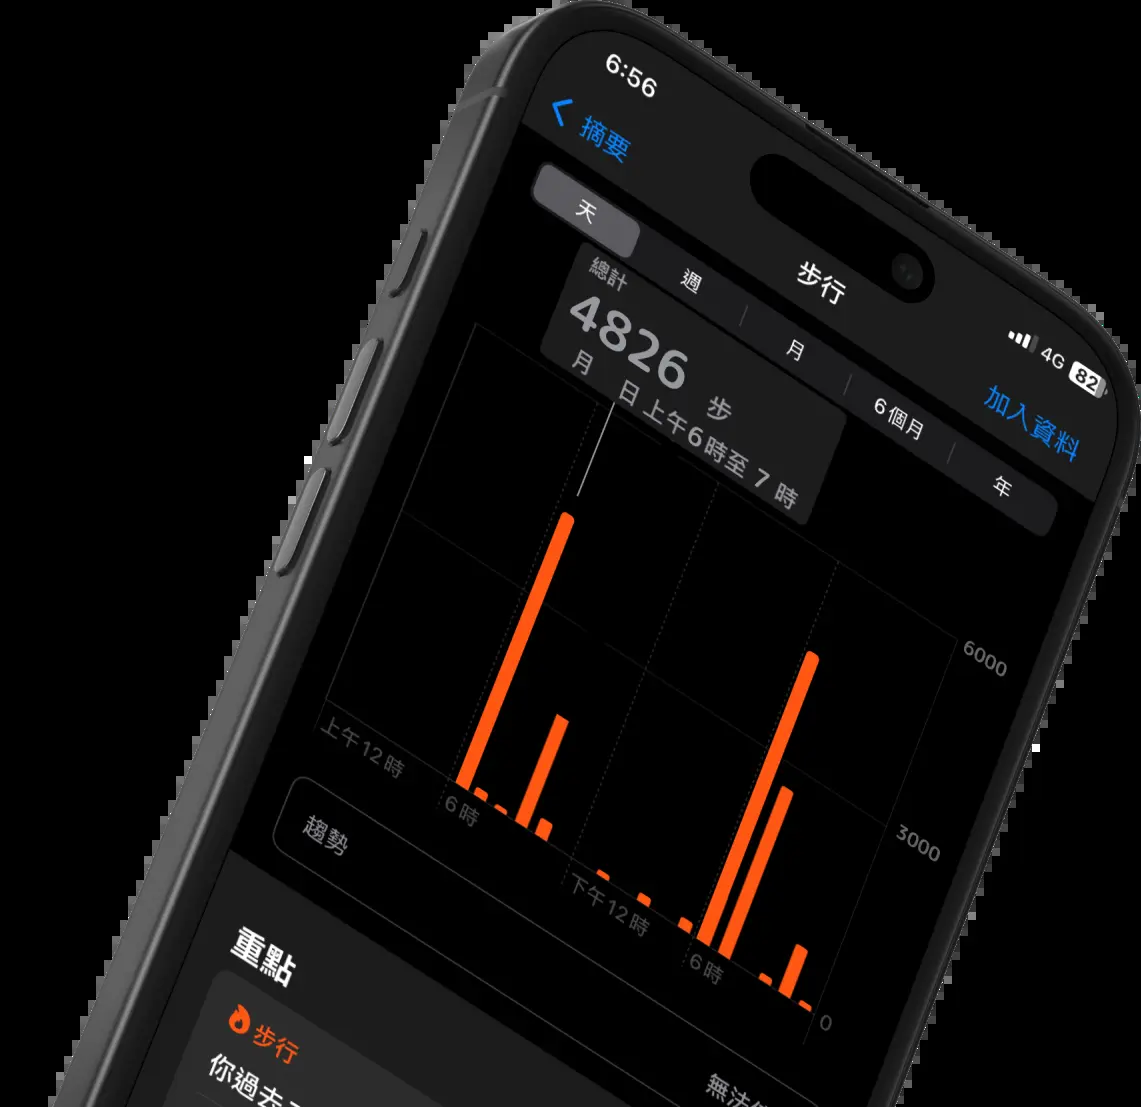 6:56
4G 82
摘要
步行
加入資料
天 週 月 6個月 年
總計
4826 步
月 日 上午6時至7時
6000
3000
0
上午12時 6時 下午12時 6時
趨勢
無法
重點
步行
你過去